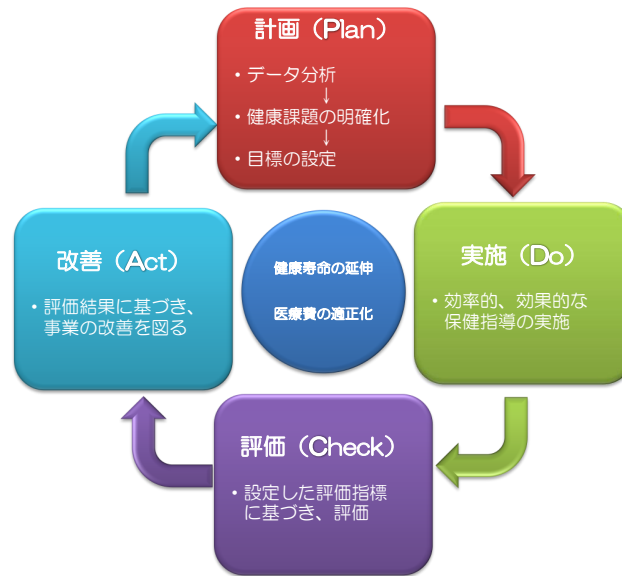 計画（Plan）
・データ分析
↓
・健康課題の明確化
↓
・目標の設定
実施（Do）
・効率的、効果的な
保健指導の実施
評価（Check）
・設定した評価指標
に基づき、評価
改善（Act）
・評価結果に基づき、
事業の改善を図る
健康寿命の延伸
医療費の適正化